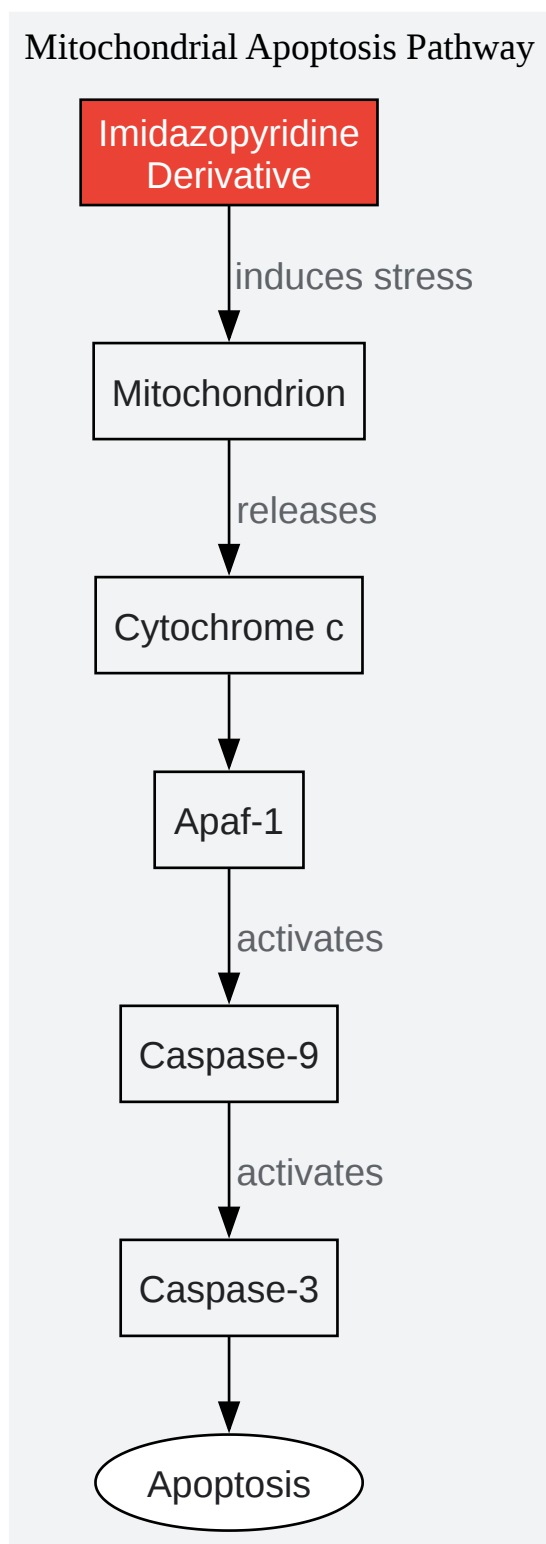 Mitochondrial Apoptosis Pathway
Imidazopyridine
Derivative
induces stress
Mitochondrion
releases
Cytochrome c
Apaf-1
activates
Caspase-9
activates
Caspase-3
Apoptosis